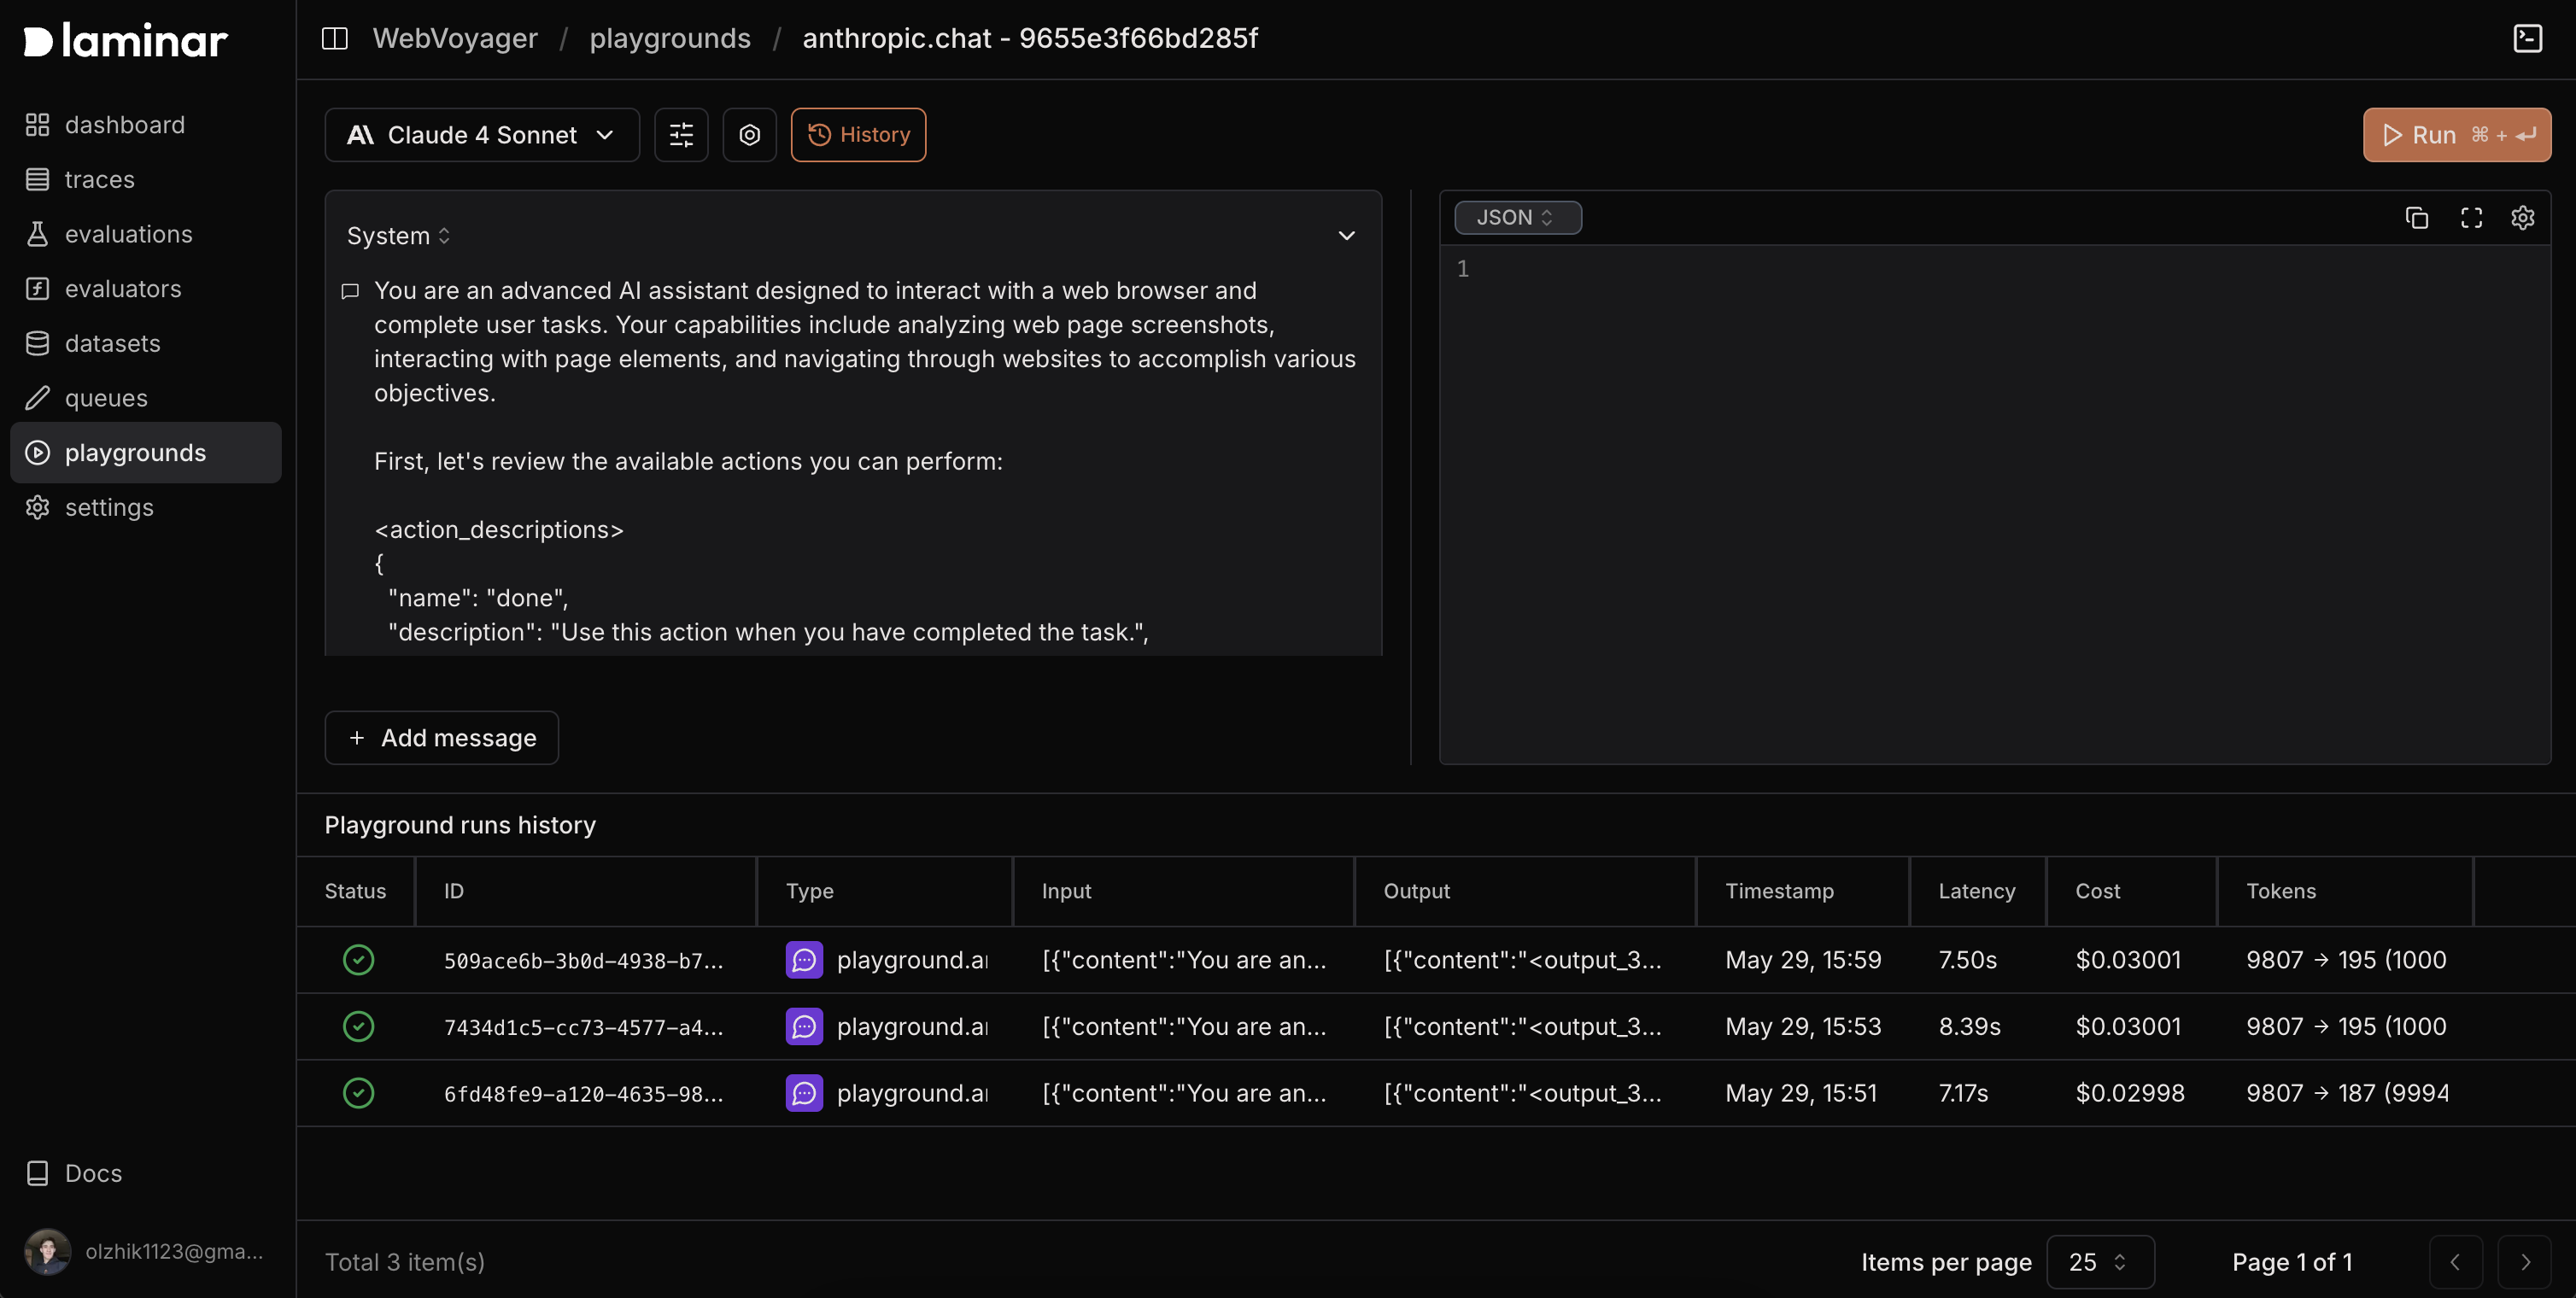 laminar
WebVoyager / playgrounds / anthropic.chat - 9655e3f66bd285f
dashboard
traces
evaluations
evaluators
datasets
queues
playgrounds
settings
Docs
olzhik1123@gma...
Claude 4 Sonnet
History
Run ⌘ + ↵
System
You are an advanced AI assistant designed to interact with a web browser and
complete user tasks. Your capabilities include analyzing web page screenshots,
interacting with page elements, and navigating through websites to accomplish various
objectives.
First, let's review the available actions you can perform:
<action_descriptions>
{
"name": "done",
"description": "Use this action when you have completed the task.",
+ Add message
JSON
1
Playground runs history
Status ID Type Input Output Timestamp Latency Cost Tokens
509ace6b-3b0d-4938-b7... playground.a [{"content":"You are an... [{"content":"<output_3... May 29, 15:59 7.50s $0.03001 9807 → 195 (1000
7434d1c5-cc73-4577-a4... playground.a [{"content":"You are an... [{"content":"<output_3... May 29, 15:53 8.39s $0.03001 9807 → 195 (1000
6fd48fe9-a120-4635-98... playground.a [{"content":"You are an... [{"content":"<output_3... May 29, 15:51 7.17s $0.02998 9807 → 187 (9994
Total 3 item(s)
Items per page 25 Page 1 of 1